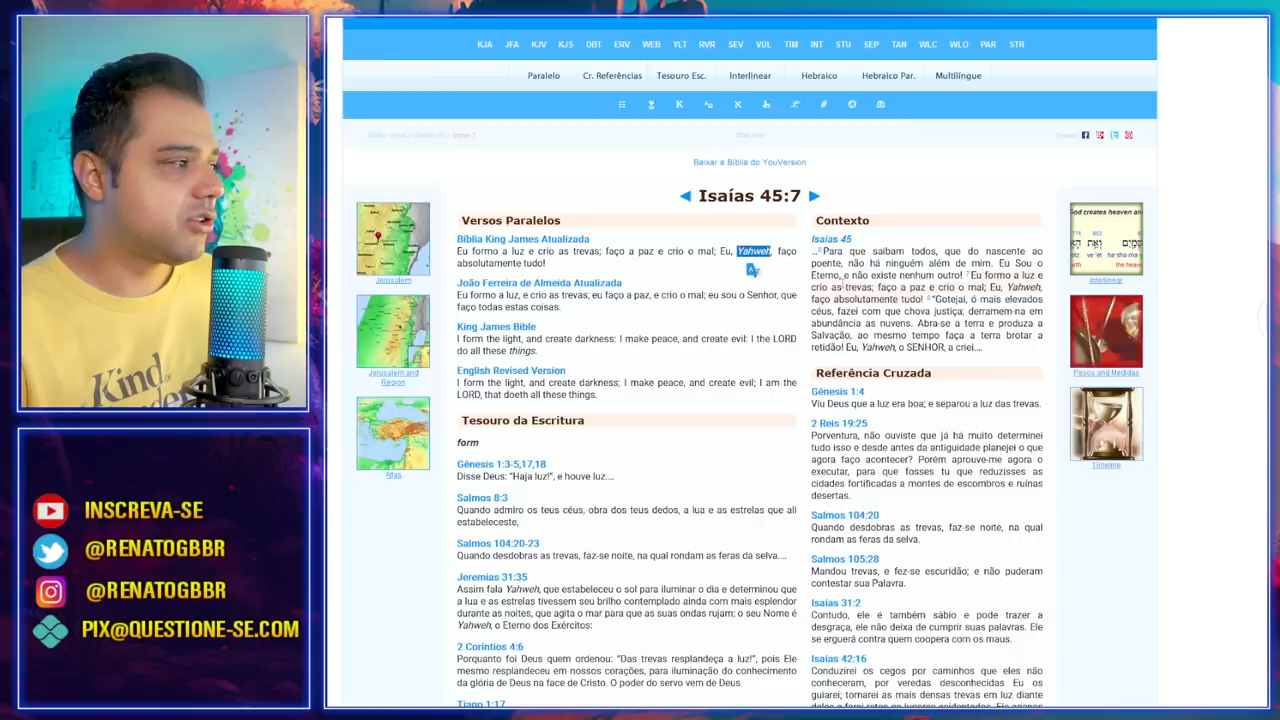 KJA JFA KJV KJS DBT ERV WEB YLT RVR SEV VUL TIM INT STU SEP TAN WLC WLO PAR STR
Paralelo Cr. Referências Tesouro Esc. Interlinear Hebraico Hebraico Par. Multilíngue
Baixar a Bíblia do YouVersion
◄ Isaías 45:7 ►
Versos Paralelos
Bíblia King James Atualizada
Eu formo a luz e crio as trevas; faço a paz e crio o mal; Eu, Yahweh, faço
absolutamente tudo!
João Ferreira de Almeida Atualizada
Eu formo a luz, e crio as trevas; eu faço a paz, e crio o mal; eu sou o Senhor, que
faço todas estas coisas.
King James Bible
I form the light, and create darkness: I make peace, and create evil: I the LORD
do all these things.
English Revised Version
I form the light, and create darkness; I make peace, and create evil; I am the
LORD, that doeth all these things.
Tesouro da Escritura
form
Gênesis 1:3-5,17,18
Disse Deus: “Haja luz!”, e houve luz.…
Salmos 8:3
Quando admiro os teus céus, obra dos teus dedos, a lua e as estrelas que ali
estabeleceste,
Salmos 104:20-23
Quando desdobras as trevas, faz-se noite, na qual rondam as feras da selva.…
Jeremias 31:35
Assim fala Yahweh, que estabeleceu o sol para iluminar o dia e determinou que
a lua e as estrelas tivessem seu brilho contemplado ainda com mais esplendor
durante as noites, que agita o mar para que as suas ondas rujam; o seu Nome é
Yahweh, o Eterno dos Exércitos:
2 Coríntios 4:6
Porquanto foi Deus quem ordenou: “Das trevas resplandeça a luz!”, pois Ele
mesmo resplandeceu em nossos corações, para iluminação do conhecimento
da glória de Deus na face de Cristo. O poder do servo vem de Deus
Tiago 1:17
Contexto
Isaías 45
…⁶Para que saibam todos, que do nascente ao
poente, não há ninguém além de mim. Eu Sou o
Eterno, e não existe nenhum outro! ⁷Eu formo a luz e
crio as trevas; faço a paz e crio o mal; Eu, Yahweh,
faço absolutamente tudo! ⁸“Gotejai, ó mais elevados
céus, fazei com que chova justiça; derramem-na em
abundância as nuvens. Abra-se a terra e produza a
Salvação, ao mesmo tempo faça a terra brotar a
retidão! Eu, Yahweh, o SENHOR, a criei.…
Referência Cruzada
Gênesis 1:4
Viu Deus que a luz era boa; e separou a luz das trevas.
2 Reis 19:25
Porventura, não ouviste que já há muito determinei
tudo isso e desde antes da antiguidade planejei o que
agora faço acontecer? Porém aprouve-me agora o
executar, para que fosses tu que reduzisses as
cidades fortificadas a montes de escombros e ruínas
desertas.
Salmos 104:20
Quando desdobras as trevas, faz-se noite, na qual
rondam as feras da selva.
Salmos 105:28
Mandou trevas, e fez-se escuridão; e não puderam
contestar sua Palavra.
Isaías 31:2
Contudo, ele é também sábio e pode trazer a
desgraça, ele não deixa de cumprir suas palavras. Ele
se erguerá contra quem coopera com os maus.
Isaías 42:16
Conduzirei os cegos por caminhos que eles não
conheceram, por veredas desconhecidas Eu os
guiarei; tornarei as mais densas trevas em luz diante
Jerusalem
Jerusalem and
Region
Atlas
God creates heaven an
Interlinear
Pesos and Medidas
Timeline
Kind
INSCREVA-SE
@RENATOGBBR
@RENATOGBBR
PIX@QUESTIONE-SE.COM